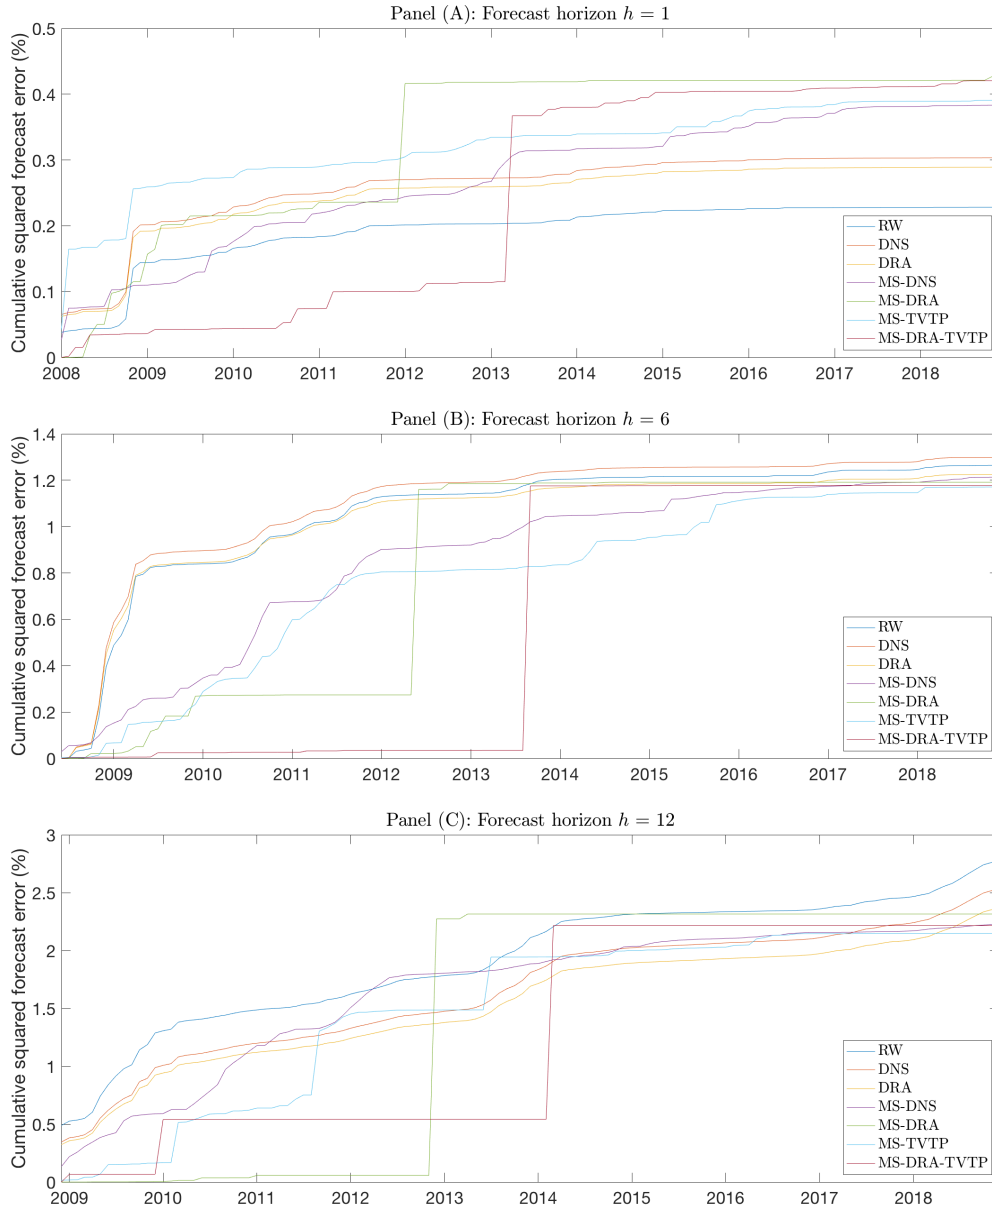 Panel (A): Forecast horizon h = 1
Cumulative squared forecast error (%)
0.5
0.4
0.3
0.2
0.1
0
2008 2009 2010 2011 2012 2013 2014 2015 2016 2017 2018
RW
DNS
DRA
MS-DNS
MS-DRA
MS-TVTP
MS-DRA-TVTP
Panel (B): Forecast horizon h = 6
Cumulative squared forecast error (%)
1.4
1.2
1
0.8
0.6
0.4
0.2
0
2009 2010 2011 2012 2013 2014 2015 2016 2017 2018
RW
DNS
DRA
MS-DNS
MS-DRA
MS-TVTP
MS-DRA-TVTP
Panel (C): Forecast horizon h = 12
Cumulative squared forecast error (%)
3
2.5
2
1.5
1
0.5
0
2009 2010 2011 2012 2013 2014 2015 2016 2017 2018
RW
DNS
DRA
MS-DNS
MS-DRA
MS-TVTP
MS-DRA-TVTP